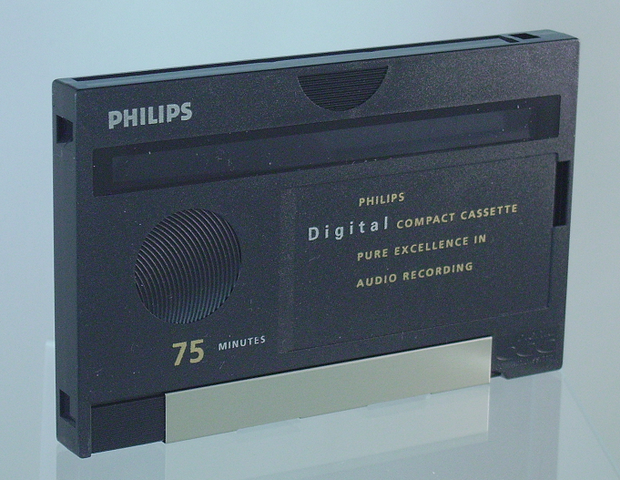 PHILIPS
PHILIPS
Digital COMPACT CASSETTE
PURE EXCELLENCE IN
AUDIO RECORDING
75 MINUTES